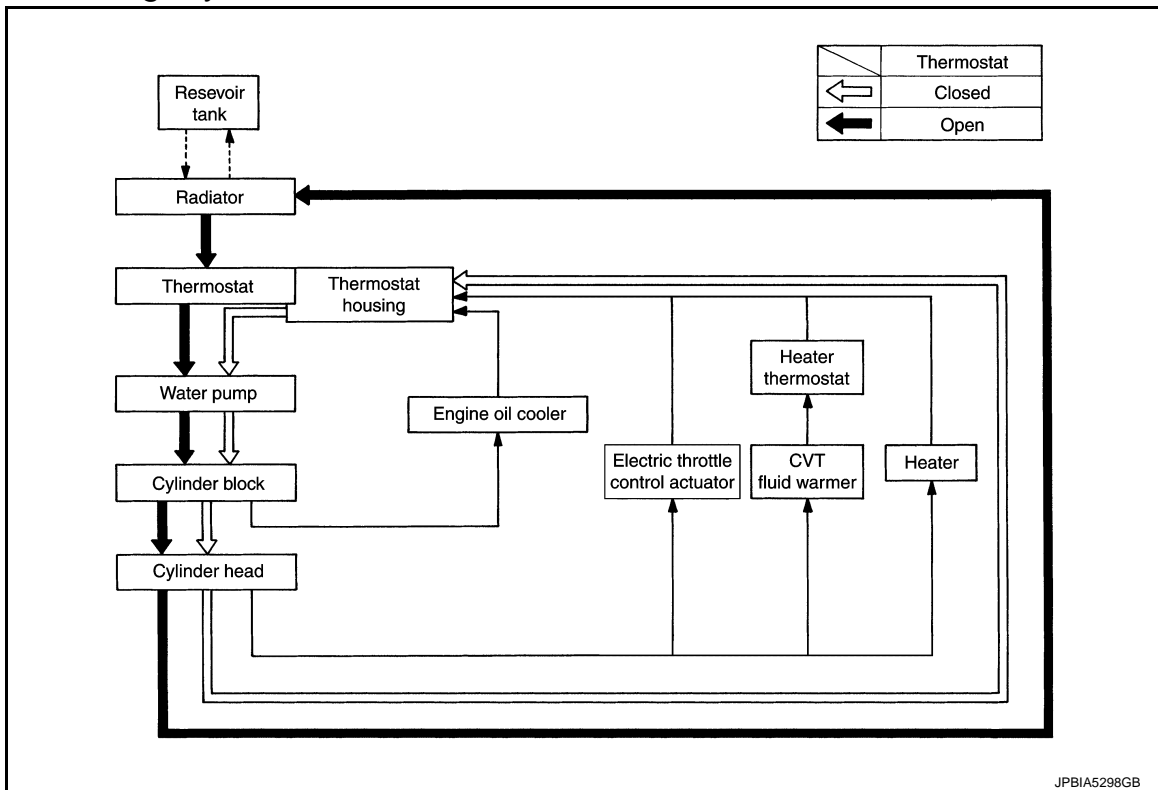 Thermostat
Closed
Open
Resevoir
tank
Radiator
Thermostat
Thermostat
housing
Water pump
Cylinder block
Cylinder head
Engine oil cooler
Electric throttle
control actuator
Heater
thermostat
CVT
fluid warmer
Heater
JPBIA5298GB